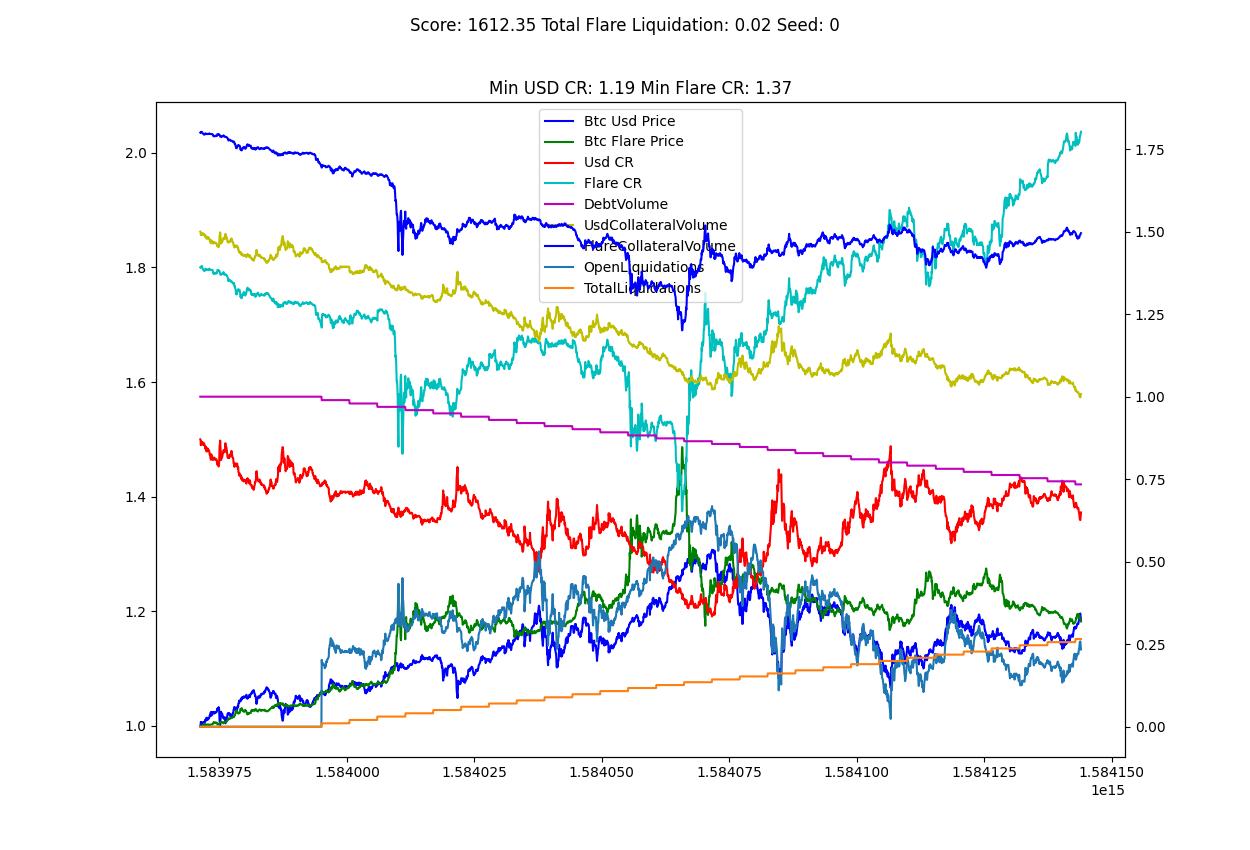 Score: 1612.35 Total Flare Liquidation: 0.02 Seed: 0
Min USD CR: 1.19 Min Flare CR: 1.37
Btc Usd Price
Btc Flare Price
Usd CR
Flare CR
DebtVolume
UsdCollateralVolume
FlareCollateralVolume
OpenLiquidations
TotalLiquidations
2.0
1.8
1.6
1.4
1.2
1.0
1.75
1.50
1.25
1.00
0.75
0.50
0.25
0.00
1.583975 1.584000 1.584025 1.584050 1.584075 1.584100 1.584125 1.584150
1e15